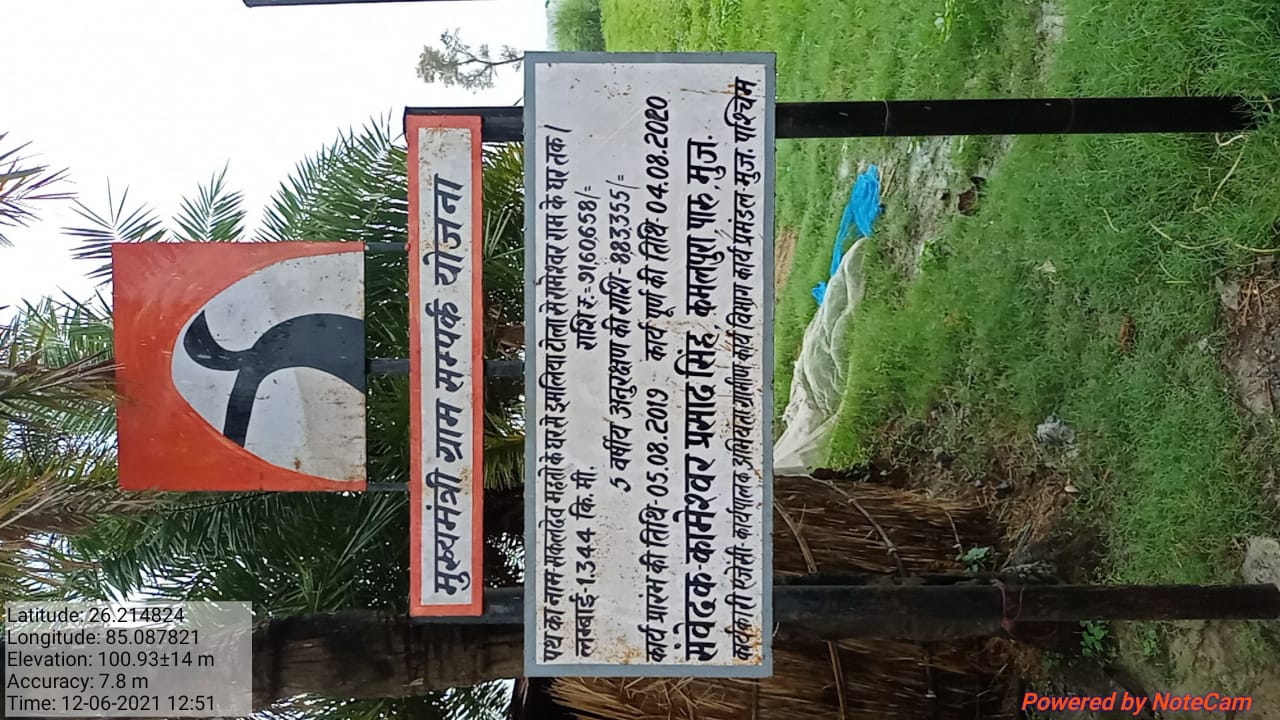 मुख्यमंत्री ग्राम सम्पर्क योजना
पथ का नाम सकलदेव महतो के घर से इमलिया टोला से रामेश्वर राम के घर तक।
लम्बाई-1.344 कि.मी. राशि रु.=9160658/=
5 वर्षीय अनुरक्षण की राशि-883355/=
कार्य प्रारंम की तिथि-05.08.2019 कार्य पूर्ण की तिथि-04.08.2020
संवेदक-कामेश्वर प्रसाद सिंह, कमलपुरा पारु, मुज.
कार्यकारी एजेंसी-कार्यपालक अभियंता ग्रामीण कार्य विभाग कार्य प्रमंडल-मुज. पश्चिम
Latitude: 26.214824
Longitude: 85.087821
Elevation: 100.93±14 m
Accuracy: 7.8 m
Time: 12-06-2021 12:51
Powered by NoteCam